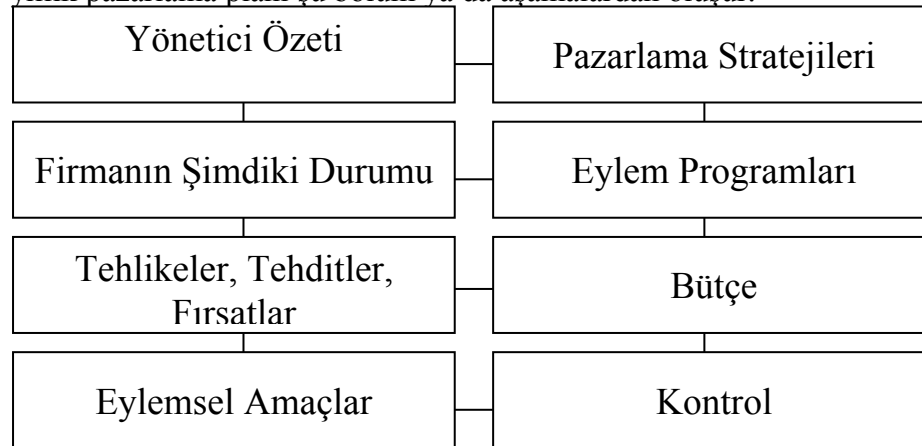 Yönetici Özeti
Pazarlama Stratejileri
Firmanın Şimdiki Durumu
Eylem Programları
Tehlikeler, Tehditler,
Fırsatlar
Bütçe
Eylemsel Amaçlar
Kontrol